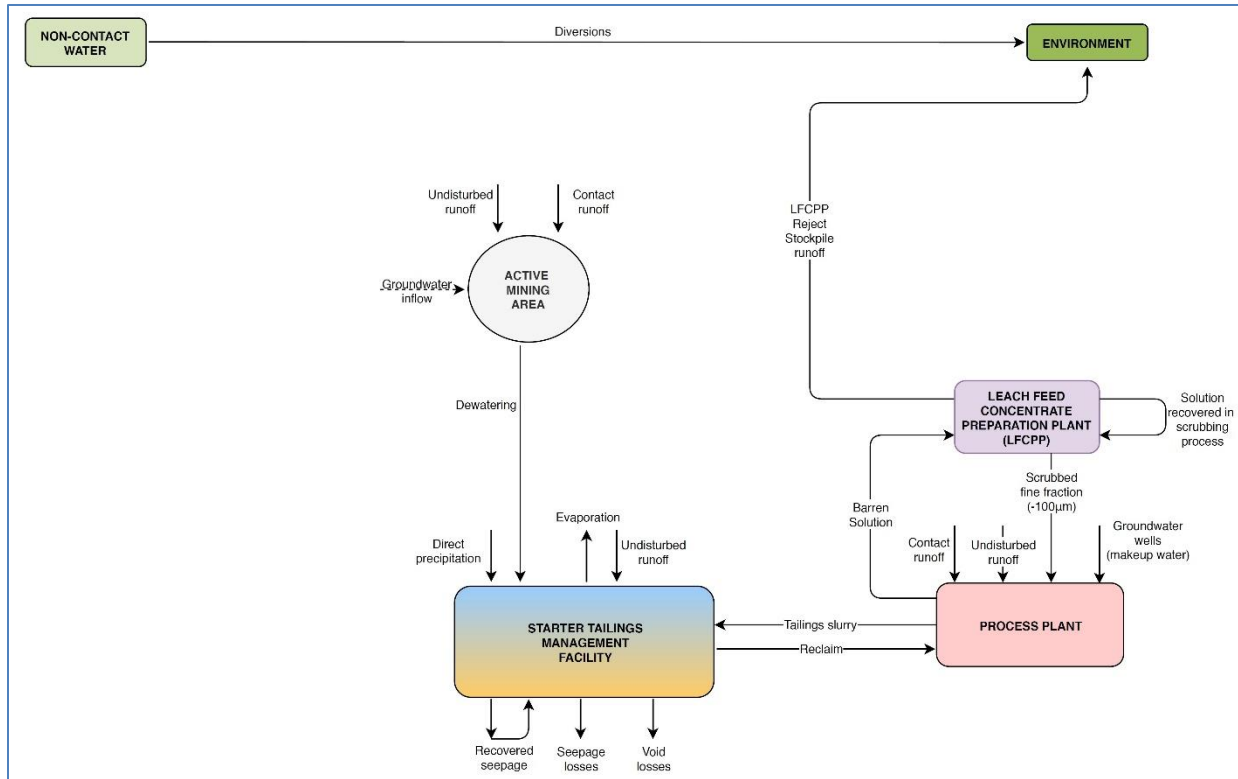 NON-CONTACT
WATER
Diversions
ENVIRONMENT
Undisturbed
runoff
Contact
runoff
LFCPP
Reject
Stockpile
runoff
Groundwater
inflow
ACTIVE
MINING
AREA
Dewatering
LEACH FEED
CONCENTRATE
PREPARATION PLANT
(LFCPP)
Solution
recovered in
scrubbing
process
Scrubbed
fine fraction
(-100µm)
Barren
Solution
Evaporation
Direct
precipitation
Undisturbed
runoff
Contact
runoff
Undisturbed
runoff
Groundwater
wells
(makeup water)
STARTER TAILINGS
MANAGEMENT
FACILITY
Tailings slurry
Reclaim
PROCESS PLANT
Recovered
seepage
Seepage
losses
Void
losses